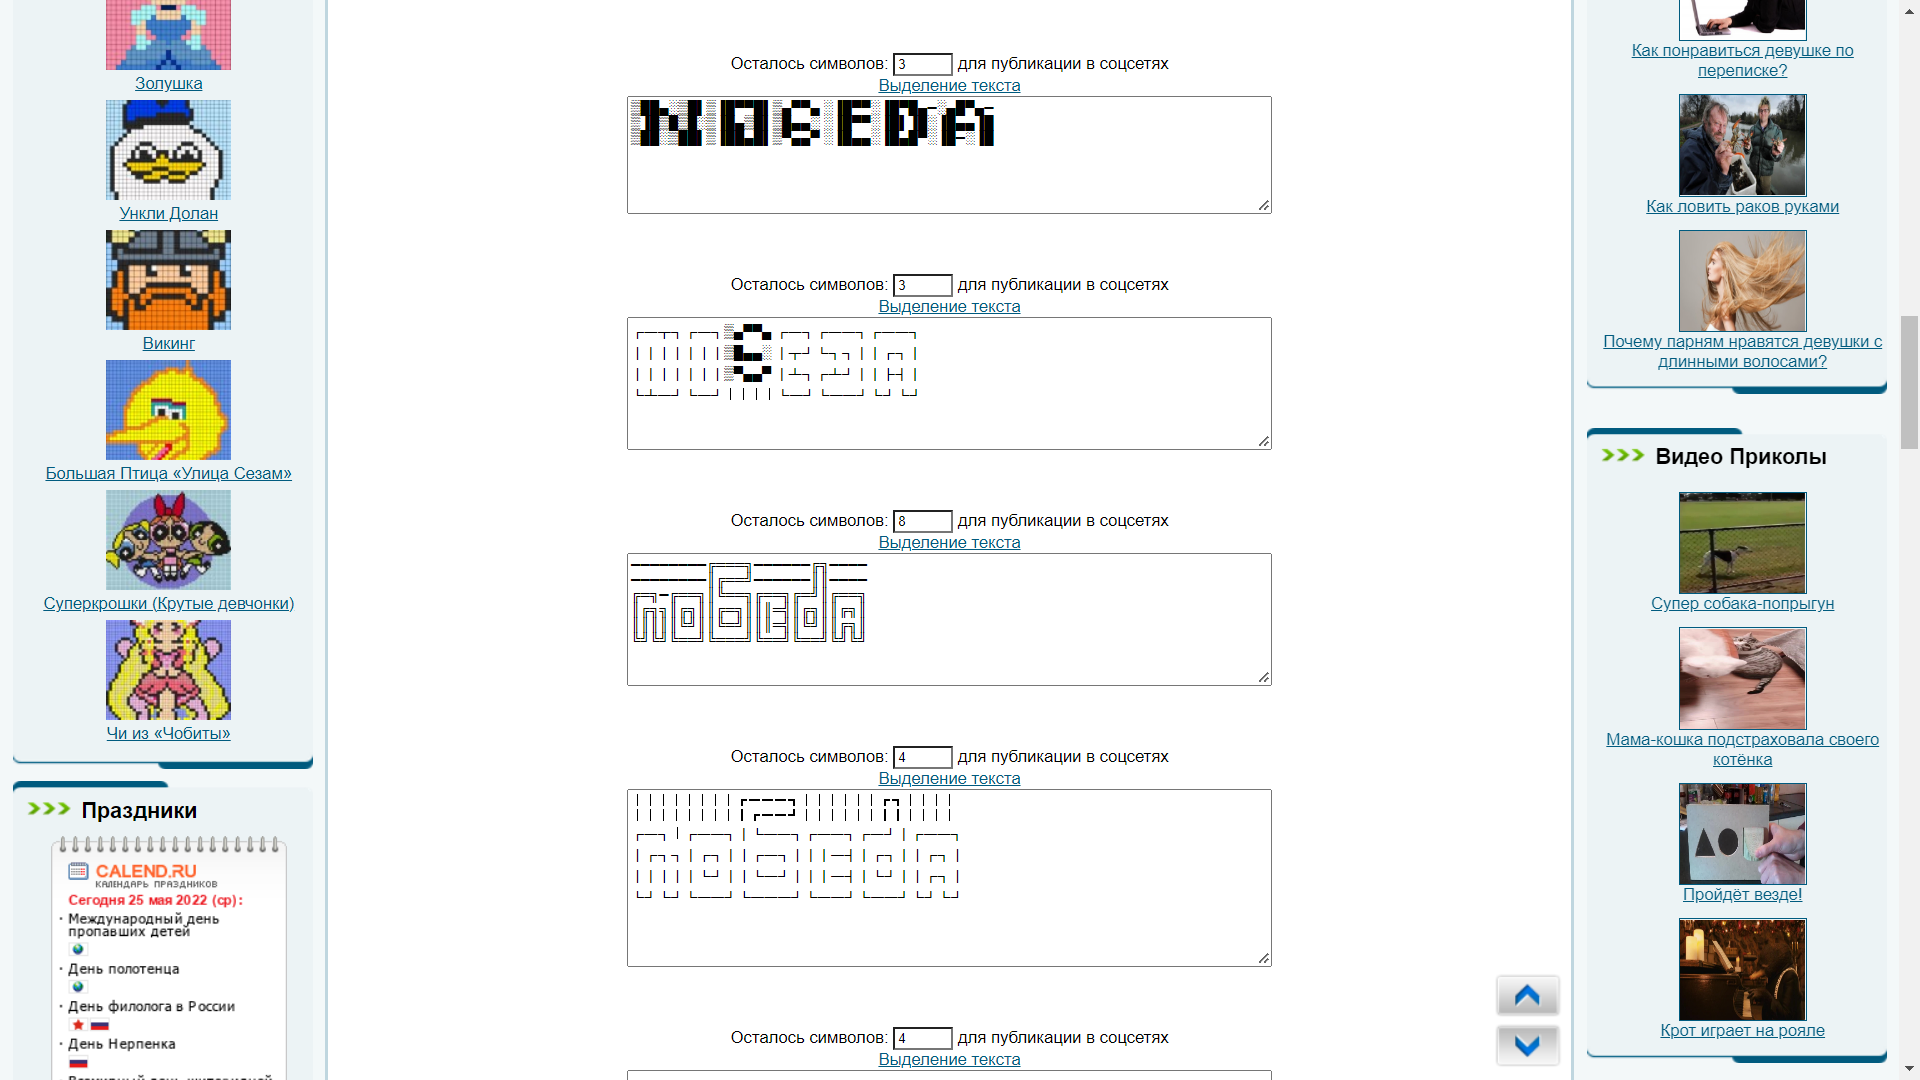 Золушка
Ункли Долан
Викинг
Большая Птица «Улица Сезам»
Суперкрошки (Крутые девчонки)
Чи из «Чобиты»
Праздники
CALEND.RU
КАЛЕНДАРЬ ПРАЗДНИКОВ
Сегодня 25 мая 2022 (ср):
· Международный день
пропавших детей
· День полотенца
· День филолога в России
· День Нерпенка
Осталось символов: 3 для публикации в соцсетях
Выделение текста
Осталось символов: 3 для публикации в соцсетях
Выделение текста
Осталось символов: 8 для публикации в соцсетях
Выделение текста
Осталось символов: 4 для публикации в соцсетях
Выделение текста
Осталось символов: 4 для публикации в соцсетях
Выделение текста
Как понравиться девушке по
переписке?
Как ловить раков руками
Почему парням нравятся девушки с
длинными волосами?
Видео Приколы
Супер собака-попрыгун
Мама-кошка подстраховала своего
котёнка
Пройдёт везде!
Крот играет на рояле